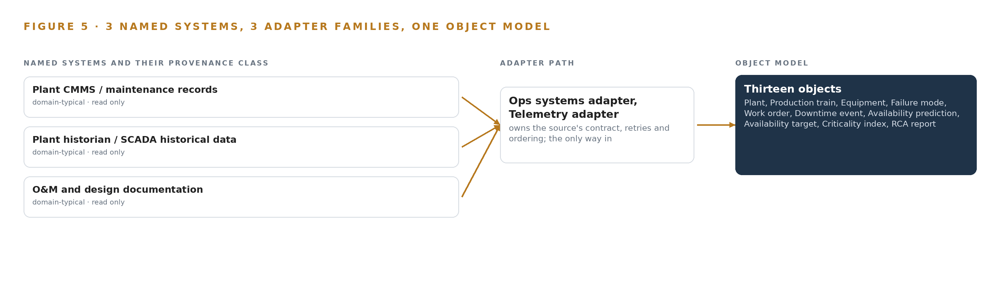 FIGURE 5 · 3 NAMED SYSTEMS, 3 ADAPTER FAMILIES, ONE OBJECT MODEL
NAMED SYSTEMS AND THEIR PROVENANCE CLASS
Plant CMMS / maintenance records
domain-typical · read only
Plant historian / SCADA historical data
domain-typical · read only
O&M and design documentation
domain-typical · read only
ADAPTER PATH
Ops systems adapter,
Telemetry adapter
owns the source's contract, retries and
ordering; the only way in
OBJECT MODEL
Thirteen objects
Plant, Production train, Equipment, Failure mode,
Work order, Downtime event, Availability prediction,
Availability target, Criticality index, RCA report